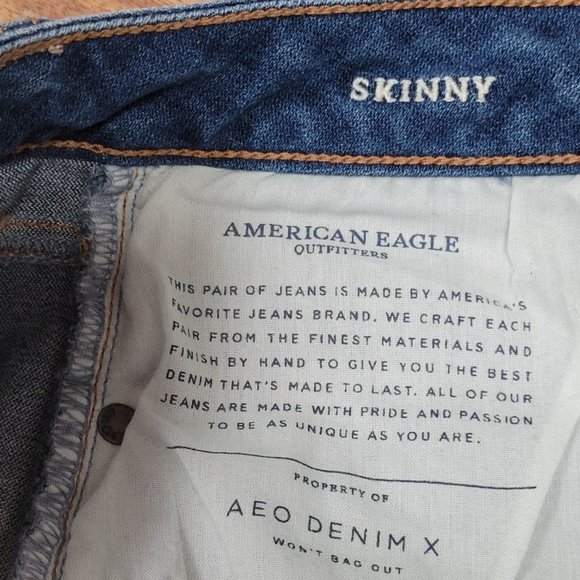 SKINNY
AMERICAN EAGLE
OUTFITTERS
THIS PAIR OF JEANS IS MADE BY AMERICA'S
FAVORITE JEANS BRAND. WE CRAFT EACH
PAIR FROM THE FINEST MATERIALS AND
FINISH BY HAND TO GIVE YOU THE BEST
DENIM THAT'S MADE TO LAST. ALL OF OUR
JEANS ARE MADE WITH PRIDE AND PASSION
TO BE AS UNIQUE AS YOU ARE.
PROPERTY OF
AEO DENIM X
WON'T BAG OUT